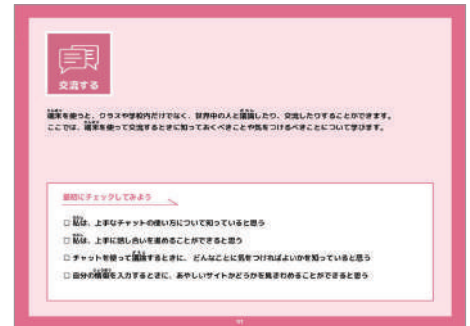 交流する
端末を使うと、クラスや学校内だけでなく、世界中の人と議論したり、交流したりすることができます。
ここでは、端末を使って交流するときに知っておくべきことや気をつけるべきことについて学びます。
最初にチェックしてみよう
□ 私は、上手なチャットの使い方について知っていると思う
□ 私は、上手に話し合いを進めることができると思う
□ チャットを使って議論するときに、どんなことに気をつければよいかを知っていると思う
□ 自分の情報を入力するときに、あやしいサイトかどうかを見きわめることができると思う